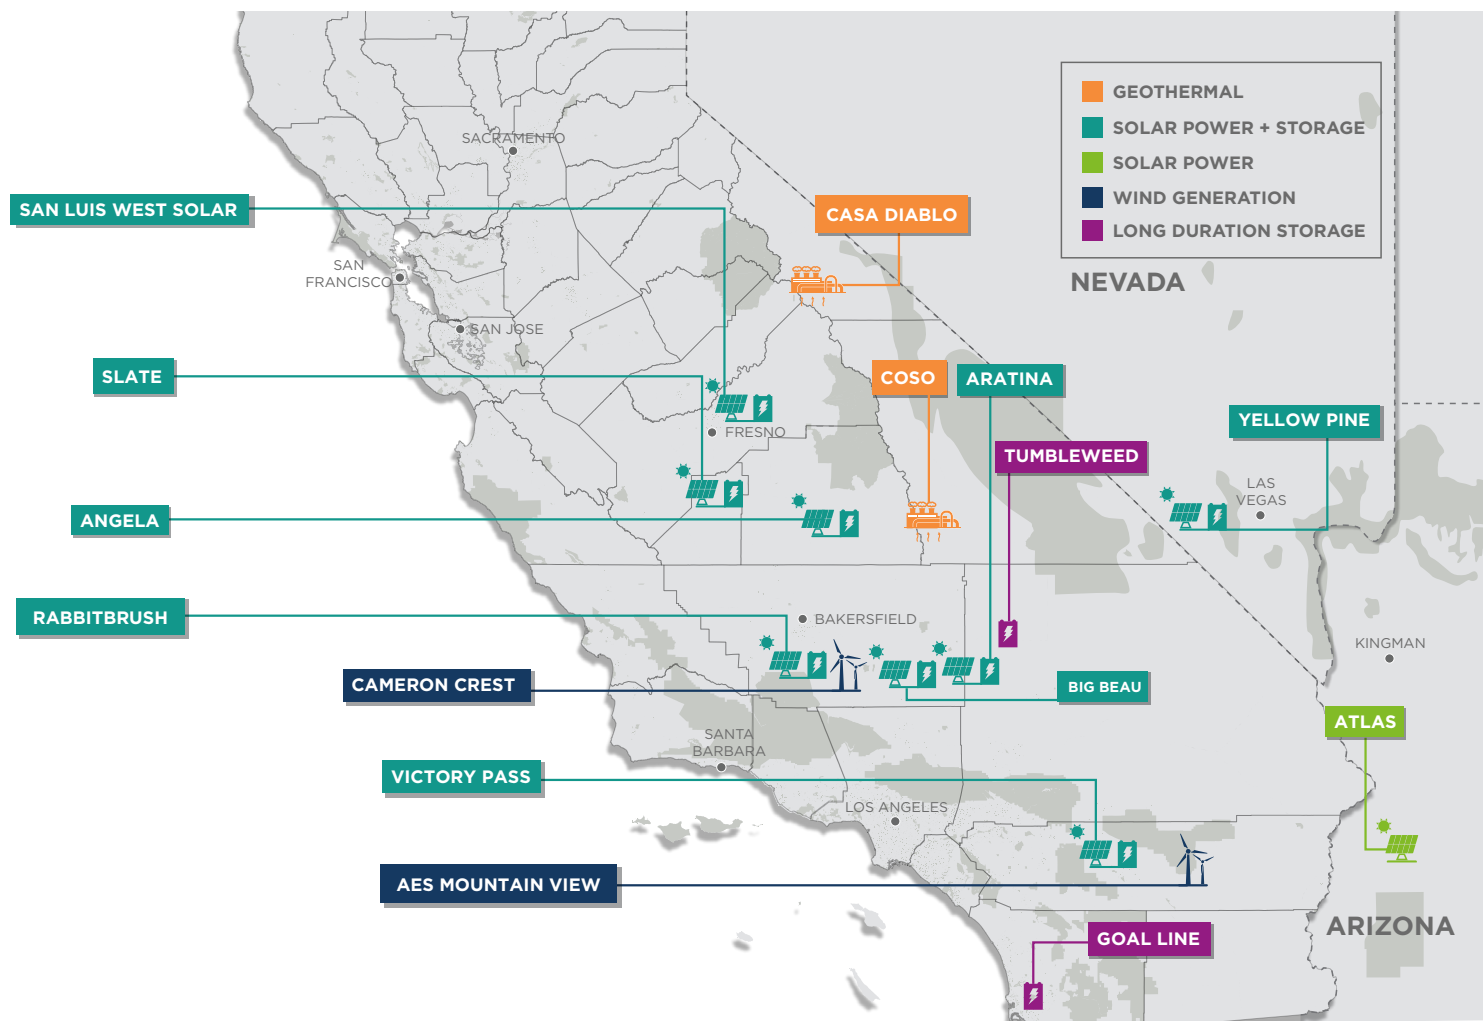 GEOTHERMAL
SOLAR POWER + STORAGE
SOLAR POWER
WIND GENERATION
LONG DURATION STORAGE
SACRAMENTO
SAN LUIS WEST SOLAR
CASA DIABLO
SAN
FRANCISCO
NEVADA
SAN JOSE
SLATE
COSO
ARATINA
YELLOW PINE
FRESNO
TUMBLEWEED
LAS
VEGAS
ANGELA
RABBITBRUSH
BAKERSFIELD
KINGMAN
CAMERON CREST
BIG BEAU
ATLAS
SANTA
BARBARA
VICTORY PASS
LOS ANGELES
AES MOUNTAIN VIEW
ARIZONA
GOAL LINE